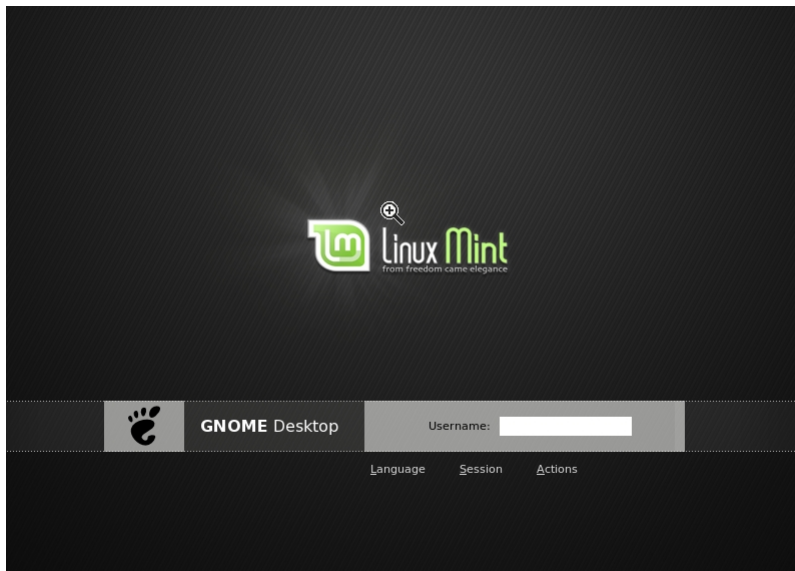 Linux Mint
from freedom came elegance
GNOME Desktop
Username:
Language Session Actions